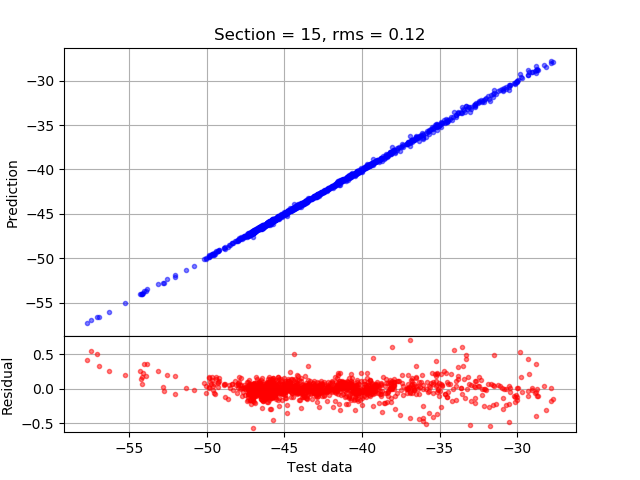 Section = 15, rms = 0.12
−30
−35
−40
−45
−50
−55
Prediction
0.5
0.0
−0.5
Residual
−55 −50 −45 −40 −35 −30
Test data